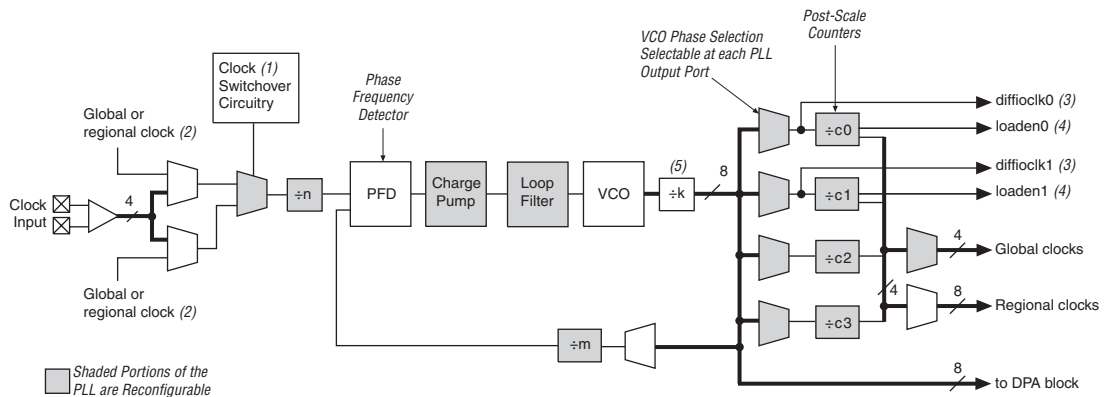 Post-Scale
Counters
VCO Phase Selection
Selectable at each PLL
Output Port
Clock (1)
Switchover
Circuitry
Phase
Frequency
Detector
Global or
regional clock (2)
diffioclk0 (3)
÷c0
loaden0 (4)
Clock
Input
4
÷n
PFD
Charge
Pump
Loop
Filter
VCO
(5)
÷k
8
diffioclk1 (3)
÷c1
loaden1 (4)
÷c2
4
Global clocks
Global or
regional clock (2)
4
÷c3
8
Regional clocks
÷m
8
to DPA block
Shaded Portions of the
PLL are Reconfigurable